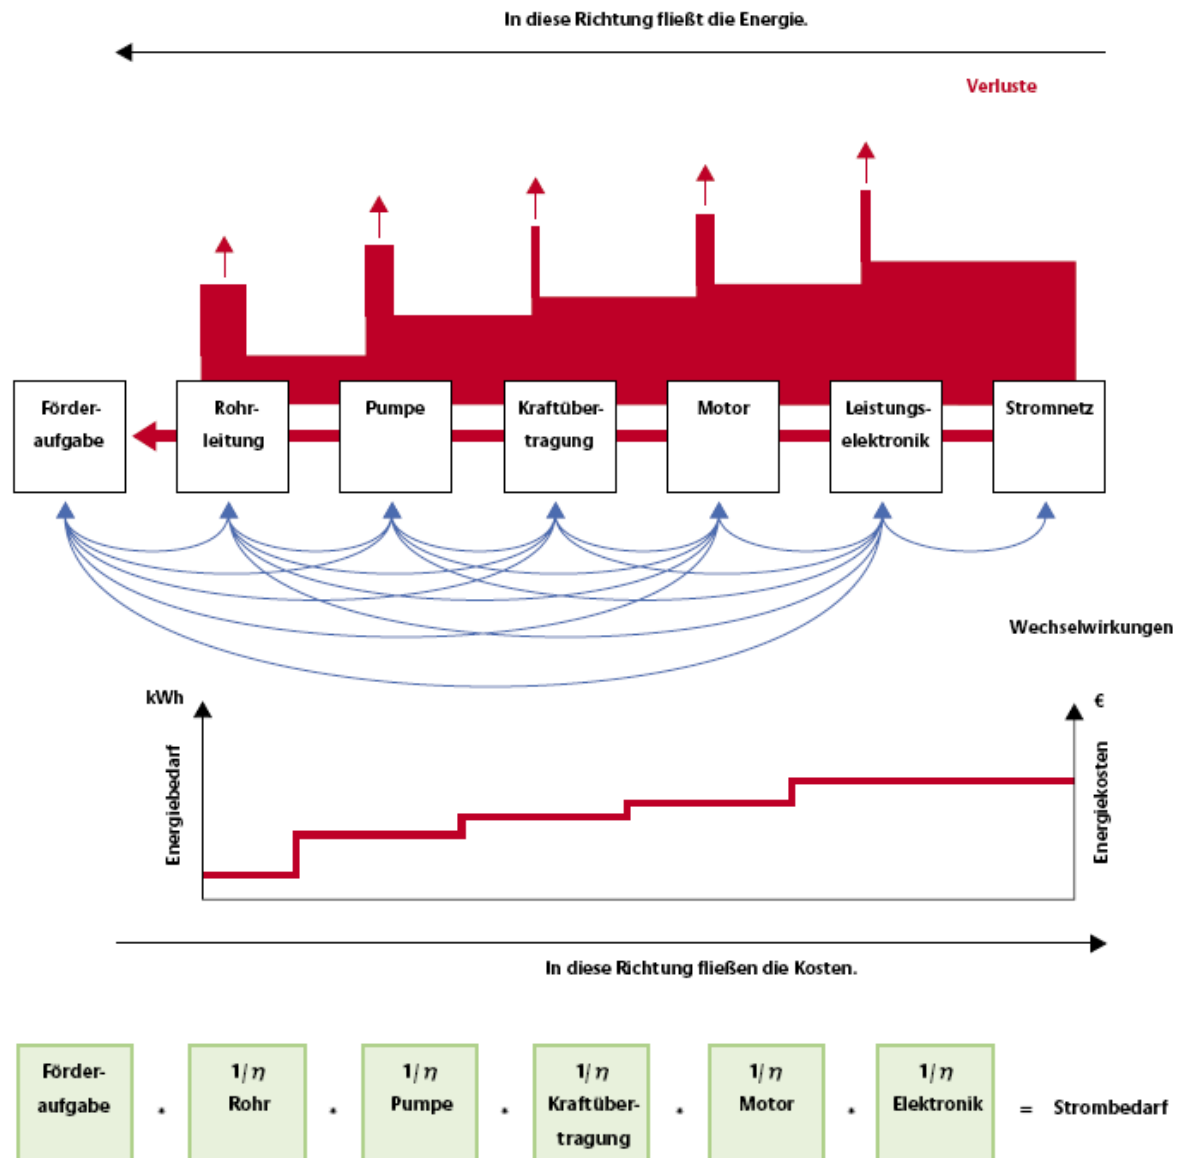 In diese Richtung fließt die Energie.
Verluste
Förder-
aufgabe
Rohr-
leitung
Pumpe
Kraftüber-
tragung
Motor
Leistungs-
elektronik
Stromnetz
Wechselwirkungen
kWh
€
Energiebedarf
Energiekosten
In diese Richtung fließen die Kosten.
Förder-
aufgabe
*
1/η
Rohr
*
1/η
Pumpe
*
1/η
Kraftüber-
tragung
*
1/η
Motor
*
1/η
Elektronik
= Strombedarf